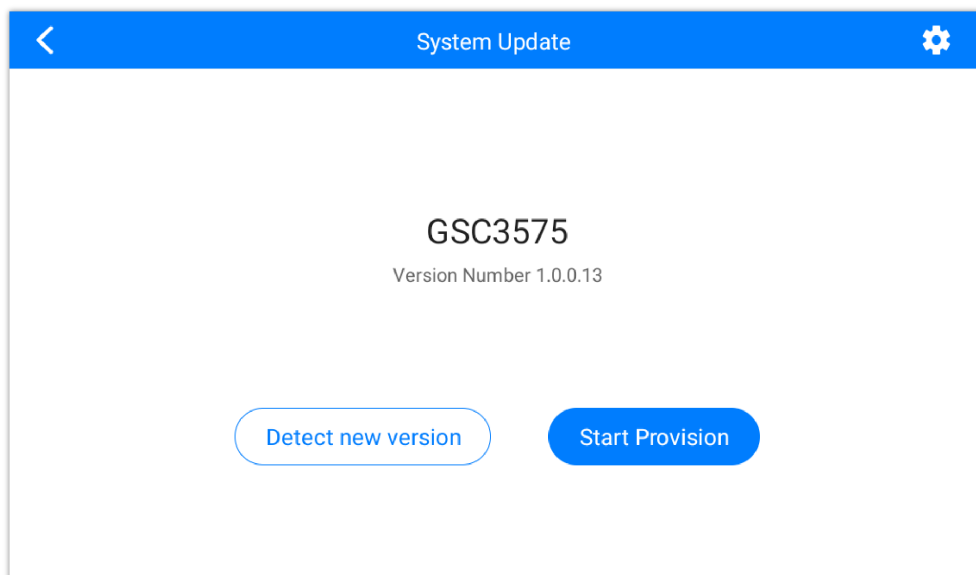 System Update
GSC3575
Version Number 1.0.0.13
Detect new version
Start Provision